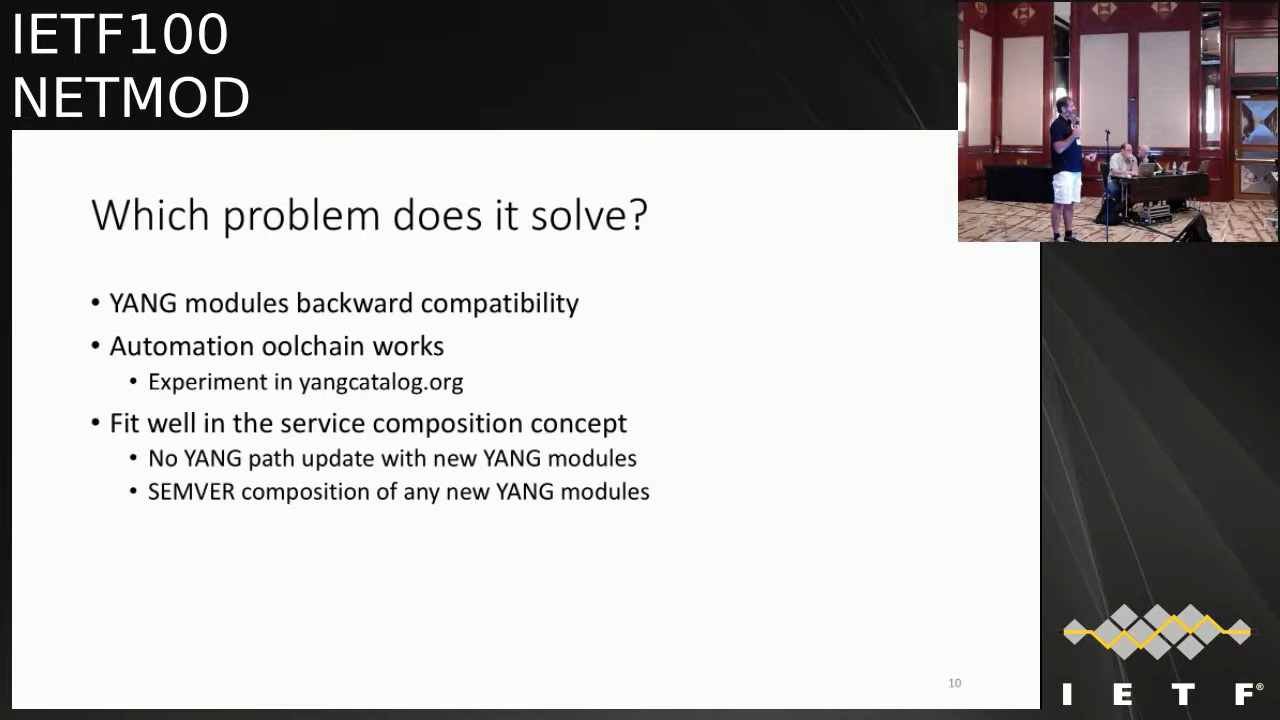 IETF100
NETMOD
Which problem does it solve?
• YANG modules backward compatibility
• Automation oolchain works
• Experiment in yangcatalog.org
• Fit well in the service composition concept
• No YANG path update with new YANG modules
• SEMVER composition of any new YANG modules
10
I E T F®